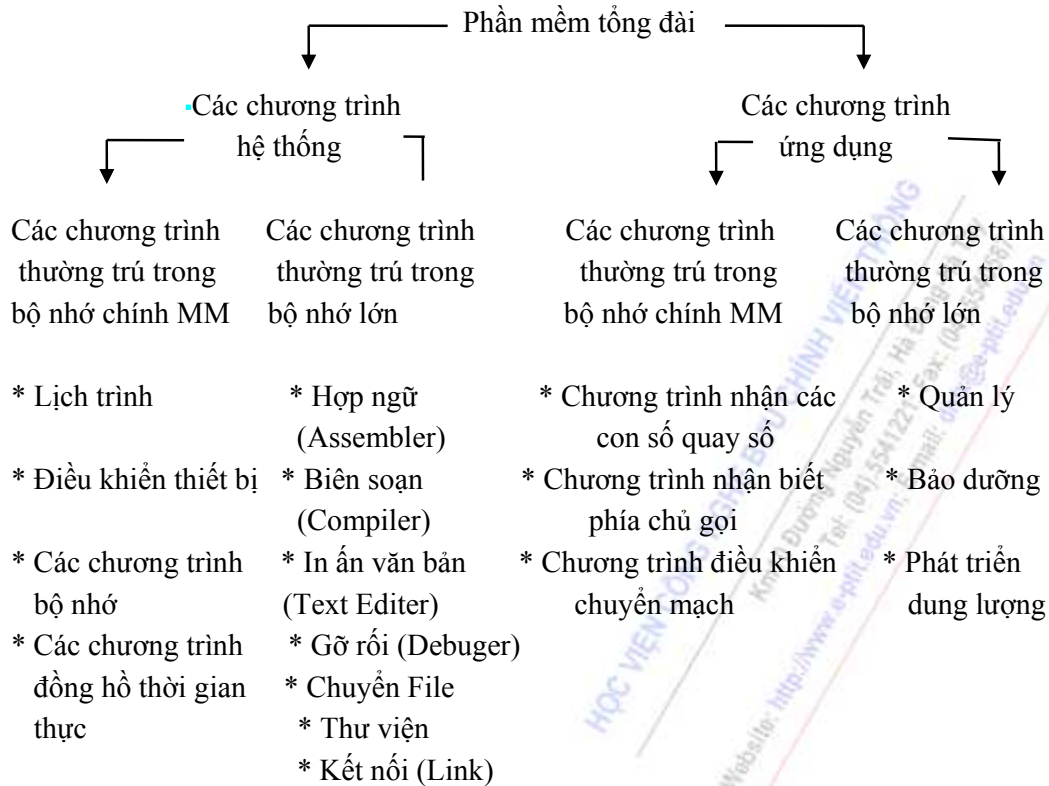 Phần mềm tổng đài
Các chương trình
hệ thống
Các chương trình
ứng dụng
Các chương trình
thường trú trong
bộ nhớ chính MM
Các chương trình
thường trú trong
bộ nhớ lớn
Các chương trình
thường trú trong
bộ nhớ chính MM
Các chương trình
thường trú trong
bộ nhớ lớn
* Lịch trình
* Điều khiển thiết bị
* Các chương trình
bộ nhớ
* Các chương trình
đồng hồ thời gian
thực
* Hợp ngữ
(Assembler)
* Biên soạn
(Compiler)
* In ấn văn bản
(Text Editer)
* Gỡ rối (Debuger)
* Chuyển File
* Thư viện
* Kết nối (Link)
* Chương trình nhận các
con số quay số
* Chương trình nhận biết
phía chủ gọi
* Chương trình điều khiển
chuyển mạch
* Quản lý
* Bảo dưỡng
* Phát triển
dung lượng
HỌC VIỆN CÔNG NGHỆ BƯU CHÍNH VIỄN THÔNG